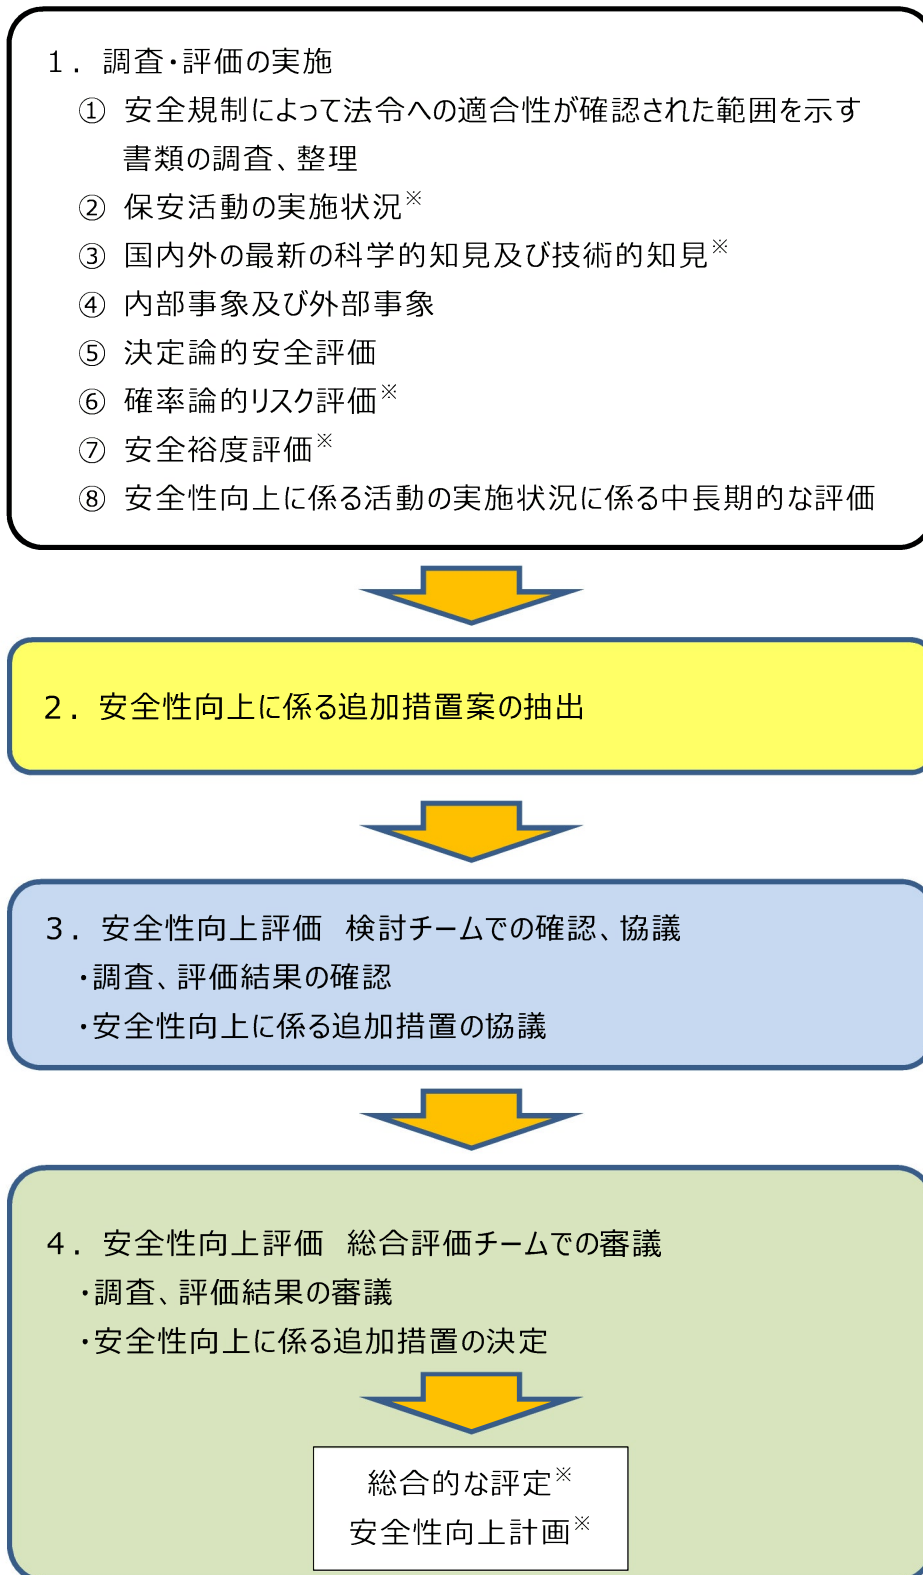 １．調査・評価の実施
① 安全規制によって法令への適合性が確認された範囲を示す
書類の調査、整理
② 保安活動の実施状況※
③ 国内外の最新の科学的知見及び技術的知見※
④ 内部事象及び外部事象
⑤ 決定論的安全評価
⑥ 確率論的リスク評価※
⑦ 安全裕度評価※
⑧ 安全性向上に係る活動の実施状況に係る中長期的な評価
２．安全性向上に係る追加措置案の抽出
３．安全性向上評価　検討チームでの確認、協議
・調査、評価結果の確認
・安全性向上に係る追加措置の協議
４．安全性向上評価　総合評価チームでの審議
・調査、評価結果の審議
・安全性向上に係る追加措置の決定
総合的な評定※
安全性向上計画※